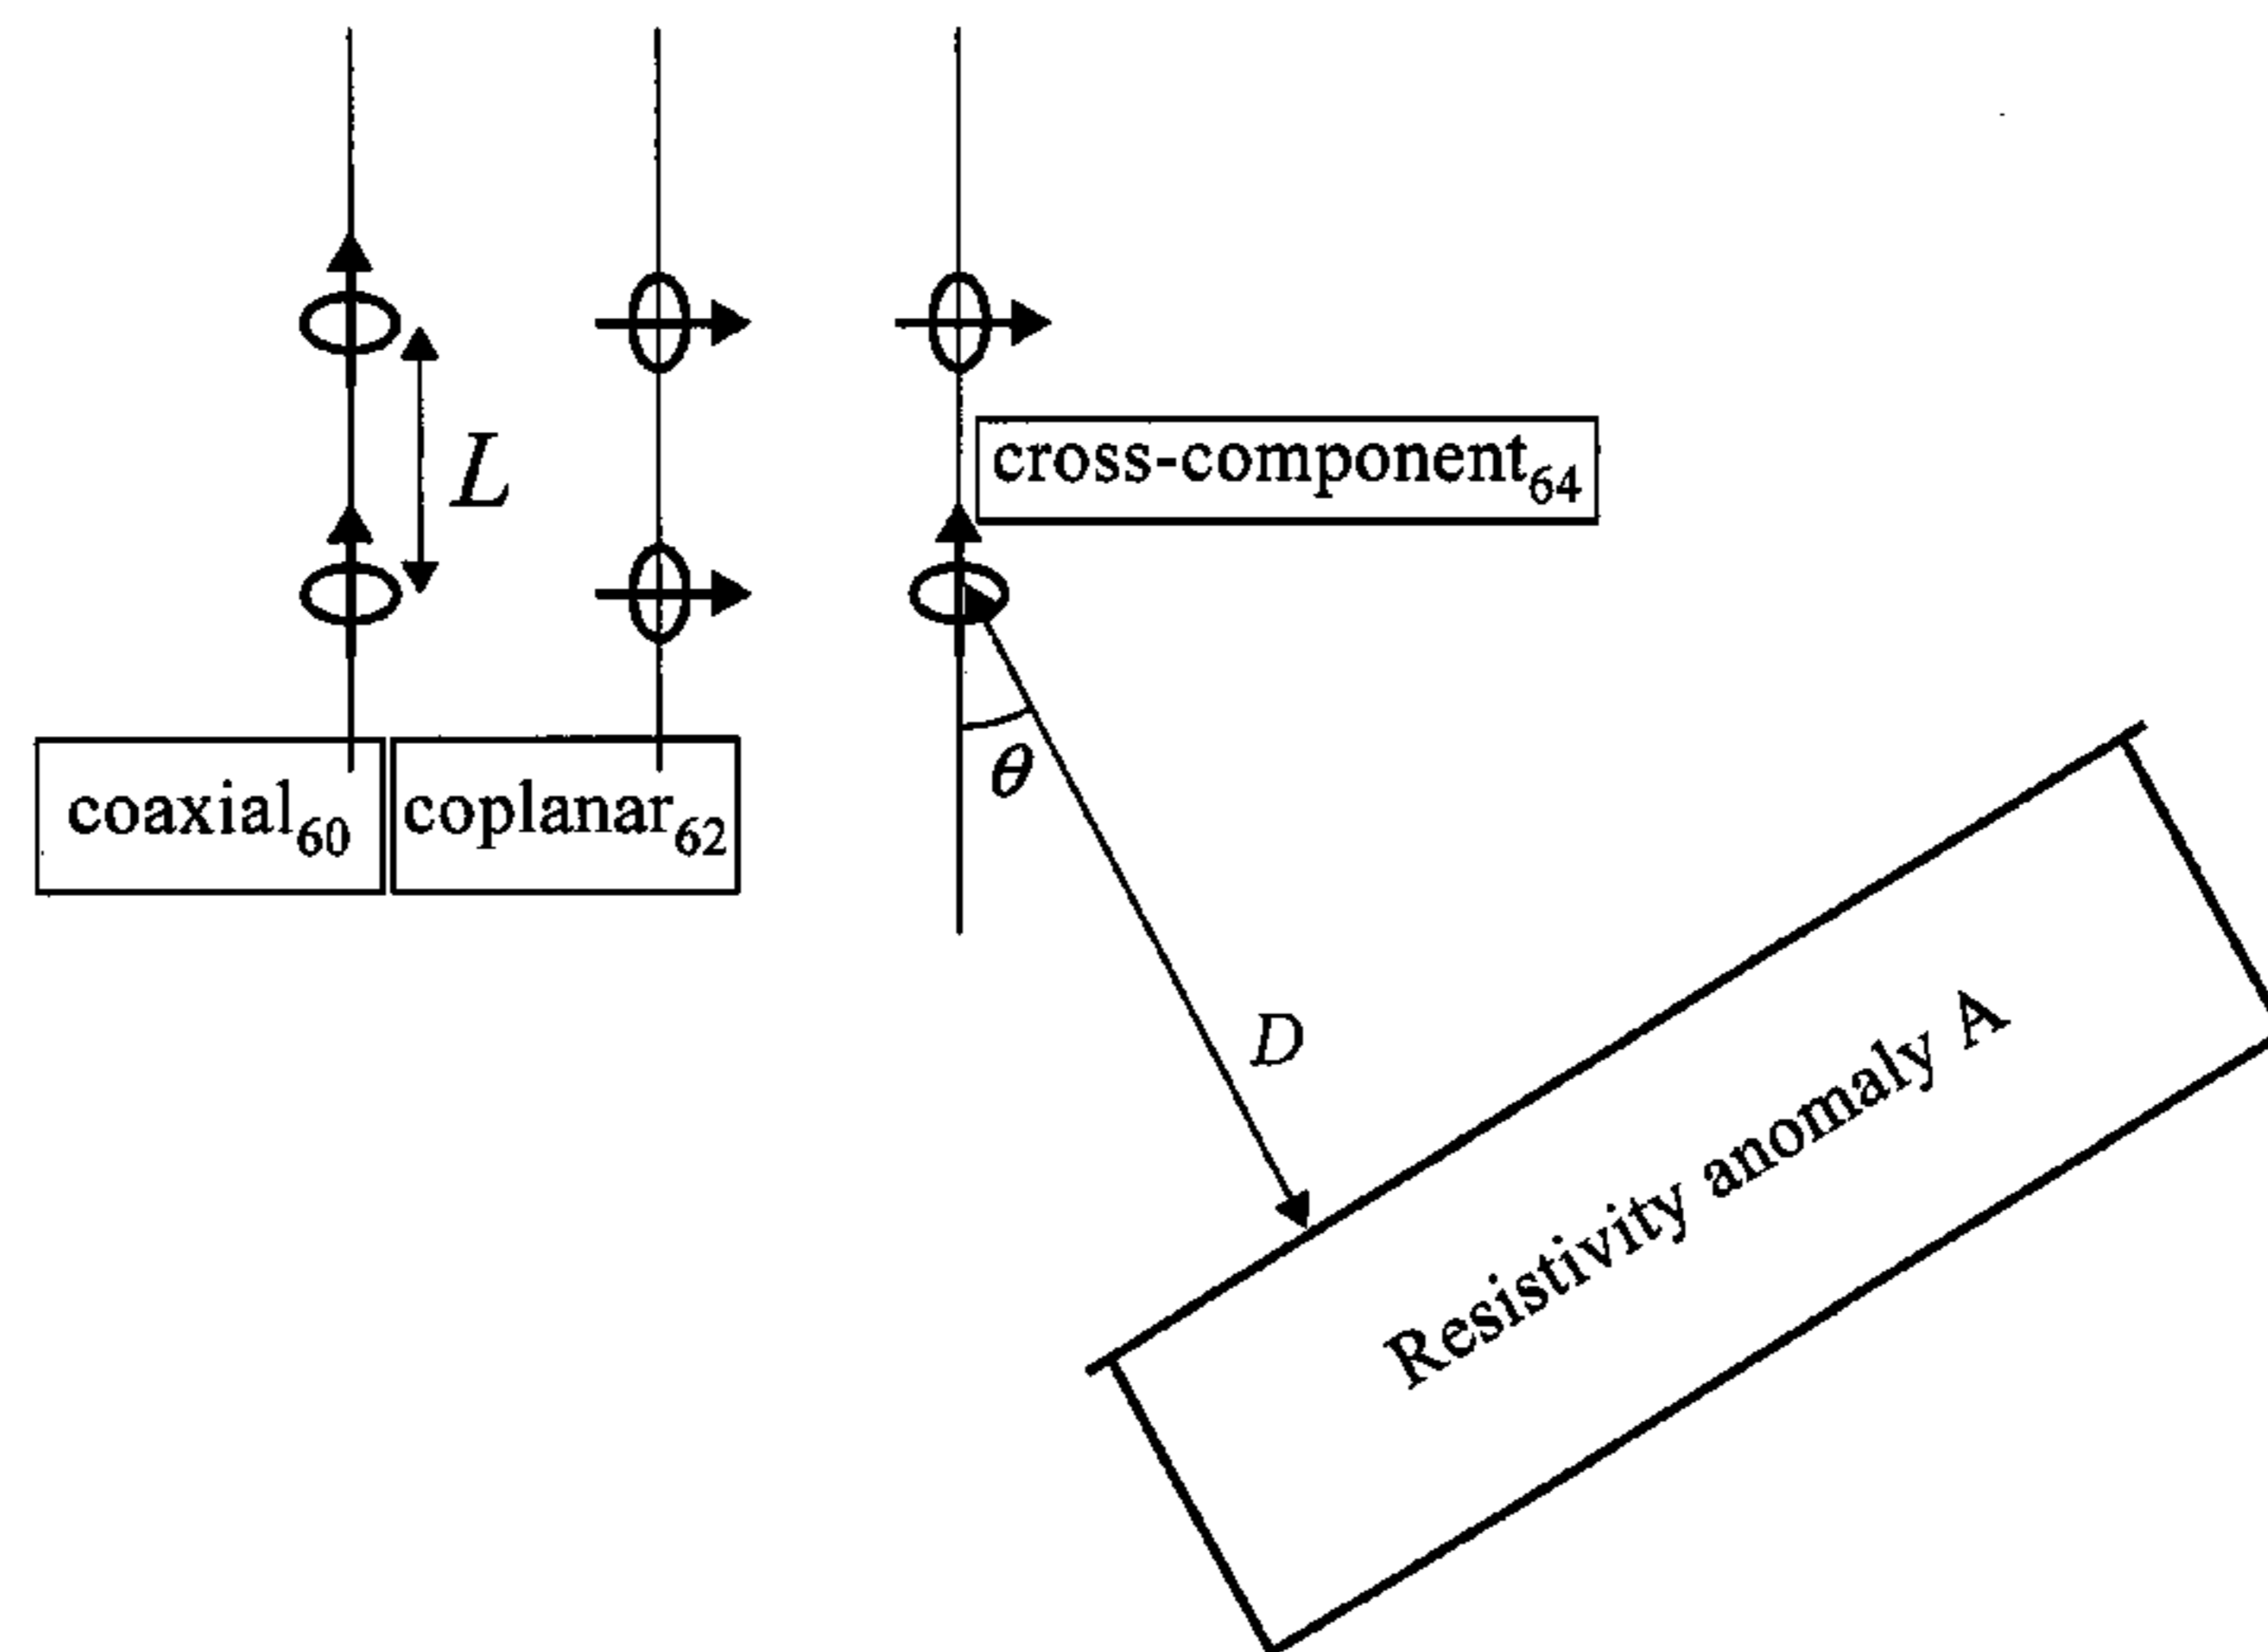 L
cross-component64
θ
coaxial60
coplanar62
D
Resistivity anomaly A